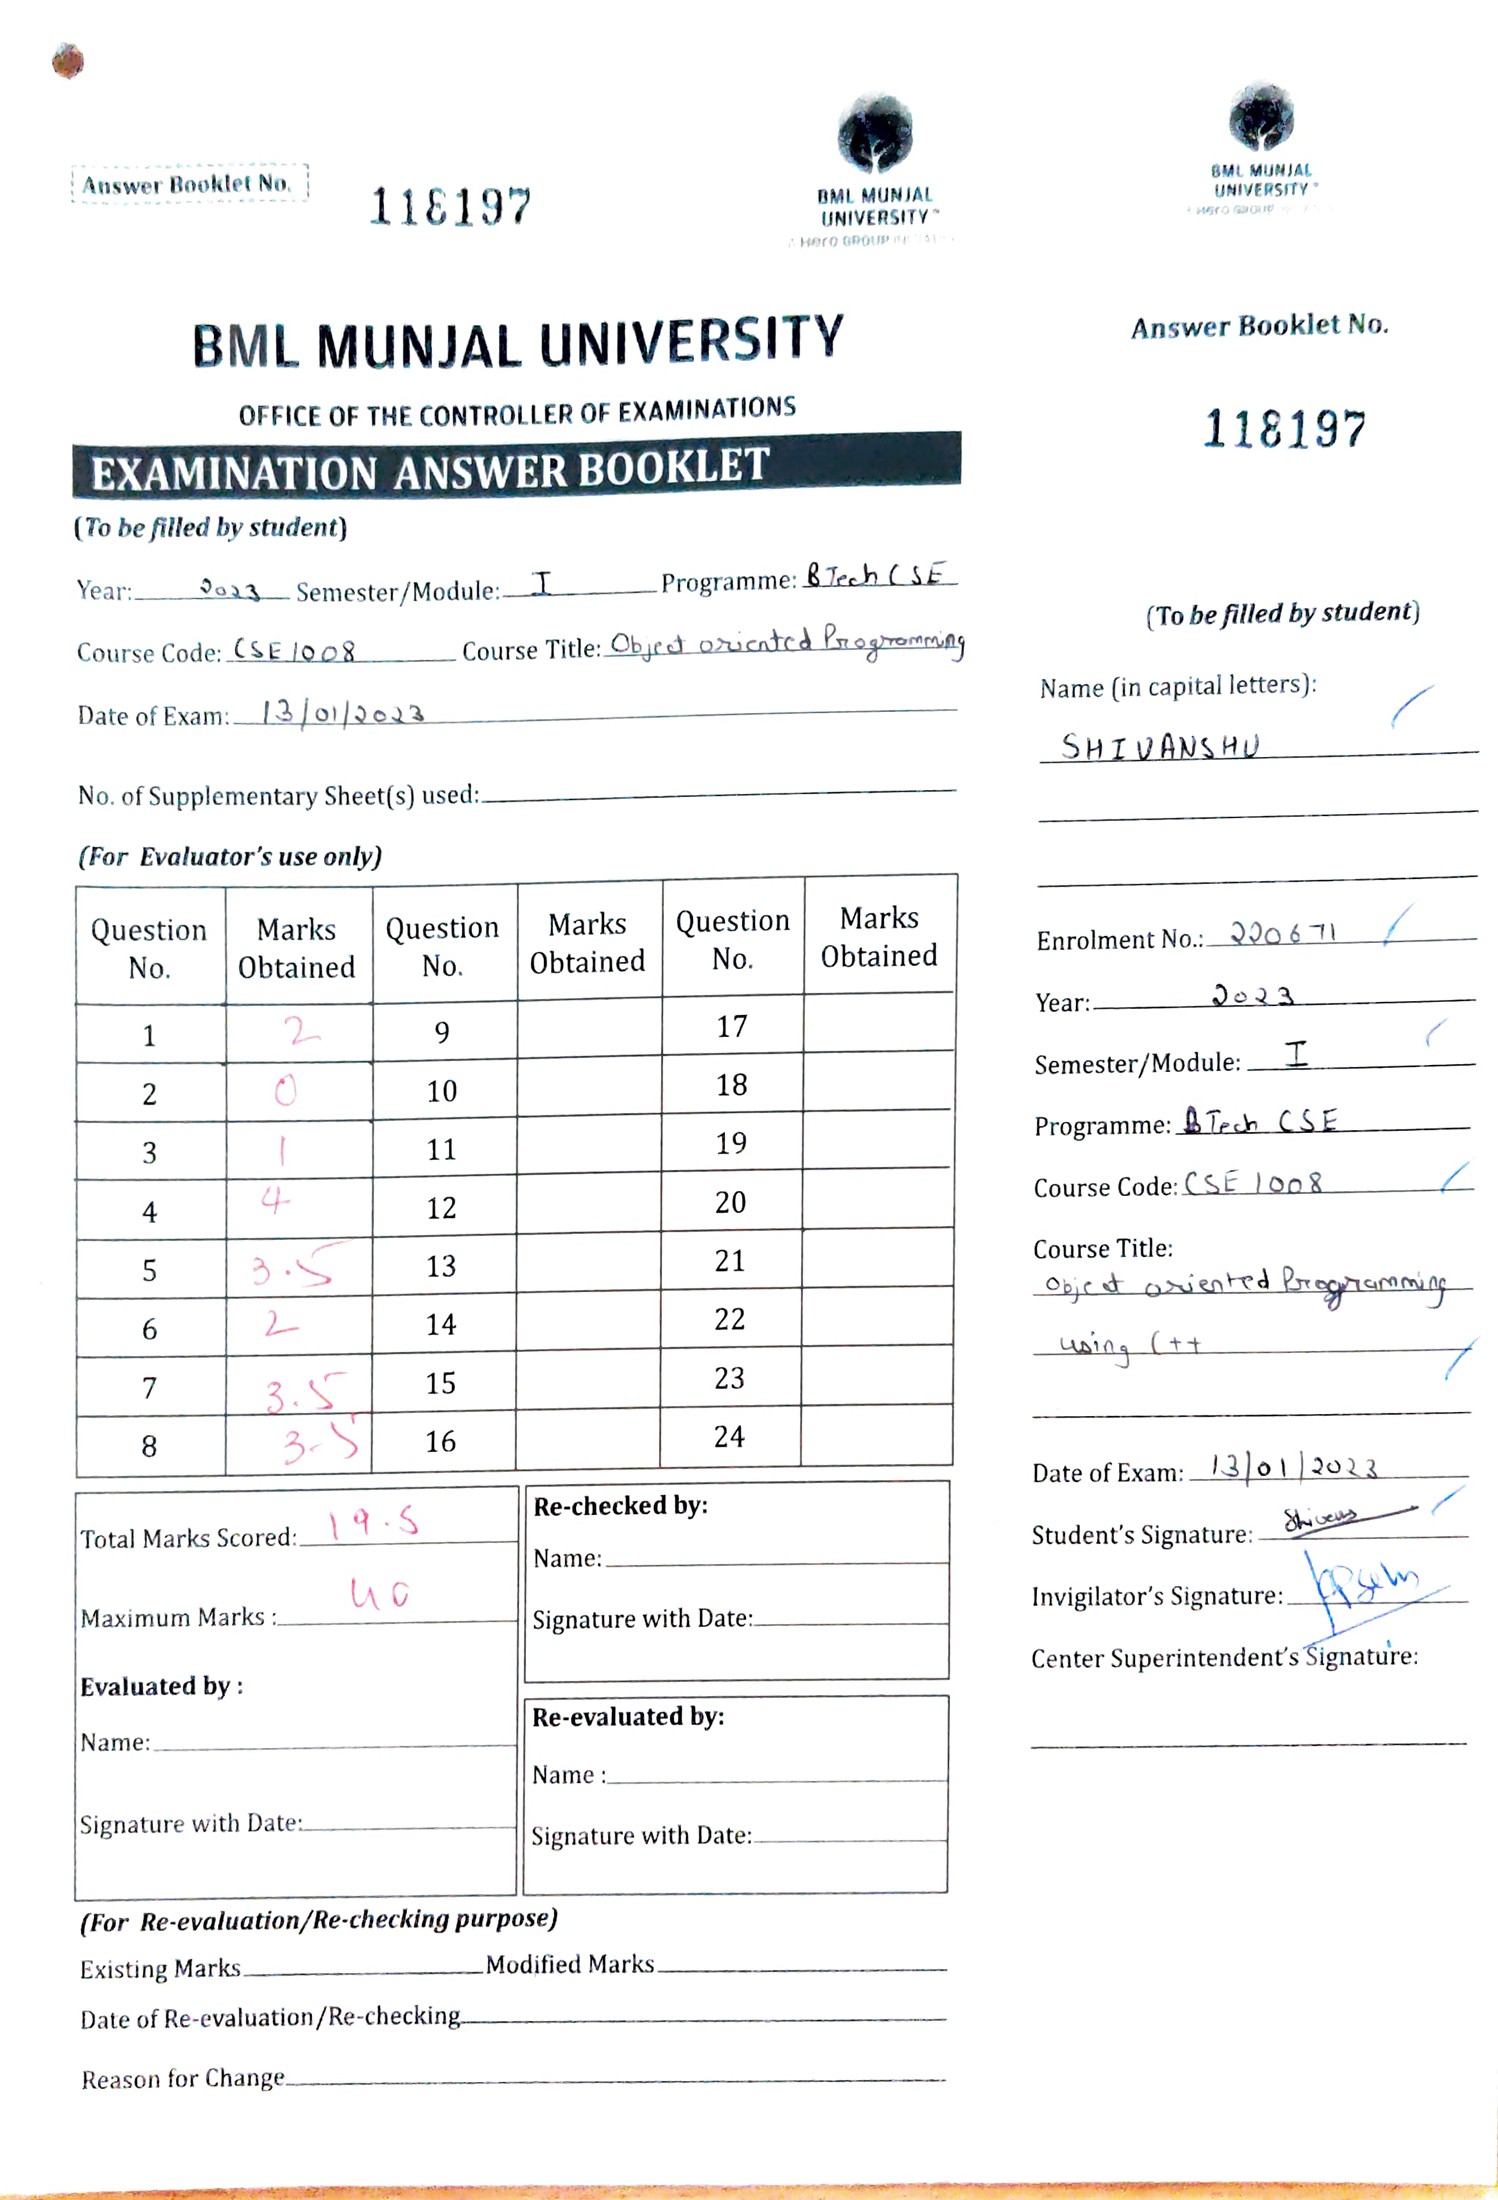 Answer Booklet No.
118197
BML MUNJAL
UNIVERSITY
A Hero GROUP
BML MUNJAL UNIVERSITY
OFFICE OF THE CONTROLLER OF EXAMINATIONS
EXAMINATION ANSWER BOOKLET
(To be filled by student)
Year: 2023 Semester/Module: I Programme: BTech CSE
Course Code: CSE1008 Course Title: Object oriented Programming
Date of Exam: 13/01/2023
No. of Supplementary Sheet(s) used:
(For Evaluator's use only)
Question No. Marks Obtained Question No. Marks Obtained Question No. Marks Obtained
1 2 9 17
2 0 10 18
3 1 11 19
4 4 12 20
5 3.5 13 21
6 2 14 22
7 3.5 15 23
8 3.5 16 24
Total Marks Scored: 19.5
Maximum Marks : 40
Evaluated by :
Name:
Signature with Date:
Re-checked by:
Name:
Signature with Date:
Re-evaluated by:
Name :
Signature with Date:
(For Re-evaluation/Re-checking purpose)
Existing Marks Modified Marks
Date of Re-evaluation/Re-checking
Reason for Change
BML MUNJAL
UNIVERSITY
Hero GROUP
Answer Booklet No.
118197
(To be filled by student)
Name (in capital letters):
SHIVANSHU
Enrolment No.: 220671
Year: 2023
Semester/Module: I
Programme: BTech CSE
Course Code: CSE 1008
Course Title:
Object oriented Programming
using C++
Date of Exam: 13/01/2023
Student's Signature:
Invigilator's Signature:
Center Superintendent's Signature: